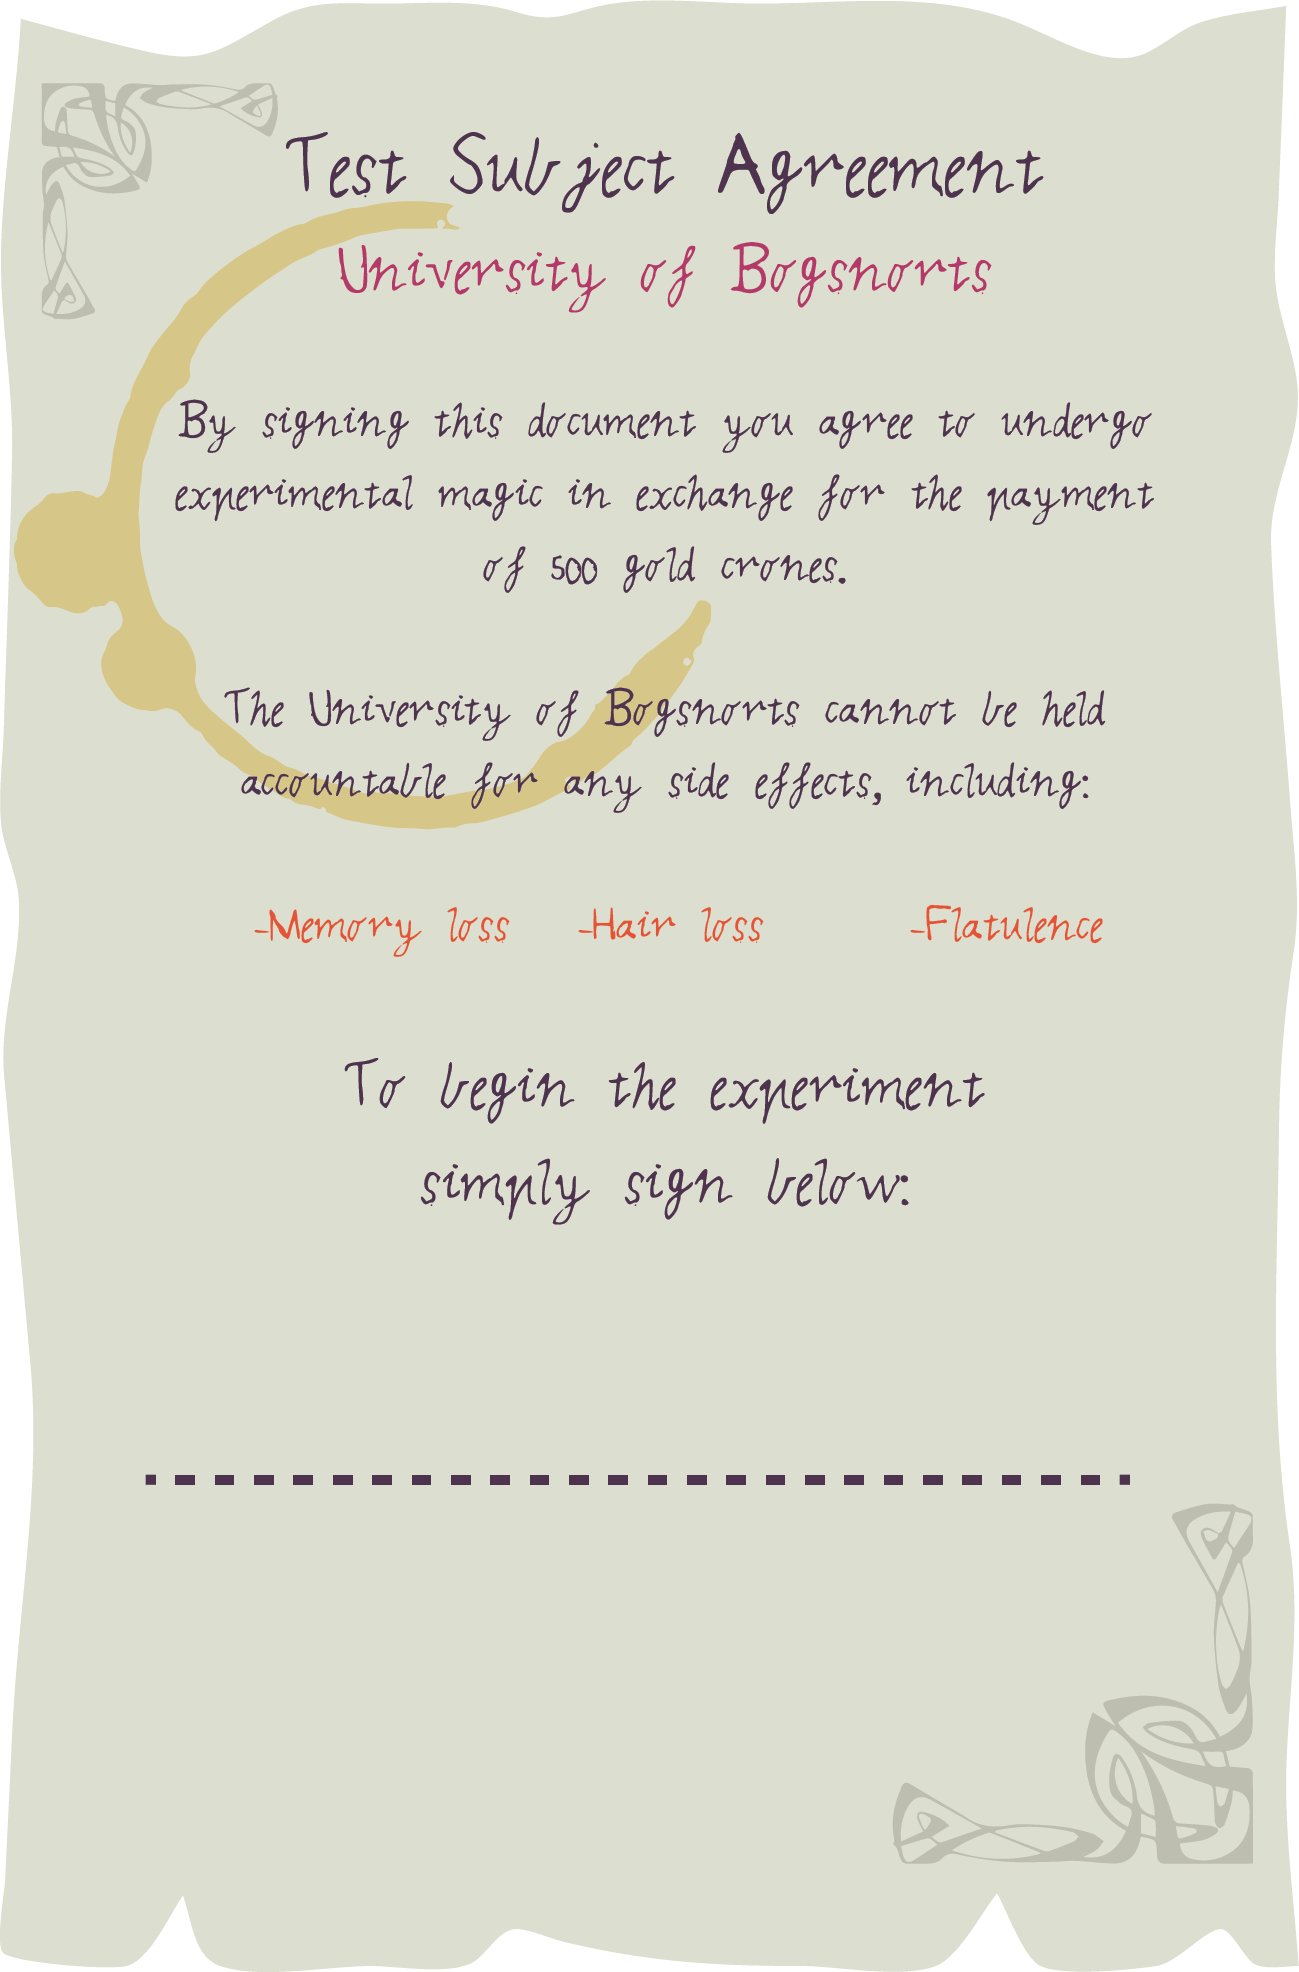 Test Subject Agreement
University of Bogsnorts
By signing this document you agree to undergo
experimental magic in exchange for the payment
of 500 gold crones.
The University of Bogsnorts cannot be held
accountable for any side effects, including:
-Memory loss -Hair loss -Flatulence
To begin the experiment
simply sign below: